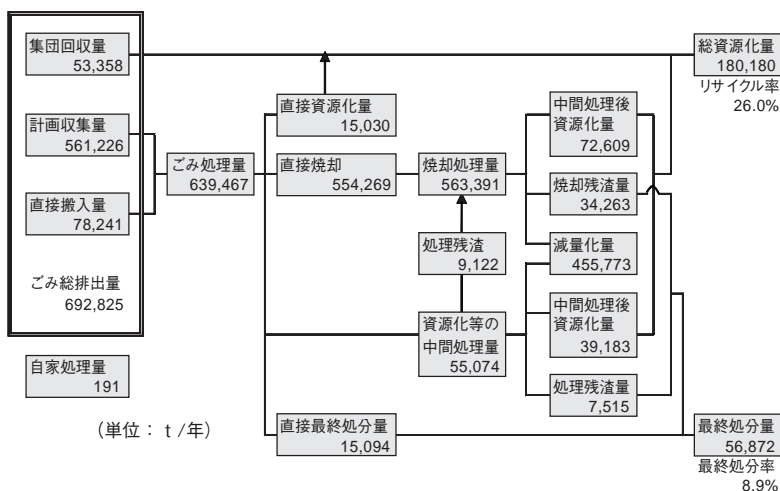 集団回収量
53,358
計画収集量
561,226
直接搬入量
78,241
ごみ総排出量
692,825
自家処理量
191
(単位: t/年)
ごみ処理量
639,467
直接資源化量
15,030
直接焼却
554,269
焼却処理量
563,391
処理残渣
9,122
資源化等の
中間処理量
55,074
直接最終処分量
15,094
中間処理後
資源化量
72,609
焼却残渣量
34,263
減量化量
455,773
中間処理後
資源化量
39,183
処理残渣量
7,515
総資源化量
180,180
リサイクル率
26.0%
最終処分量
56,872
最終処分率
8.9%